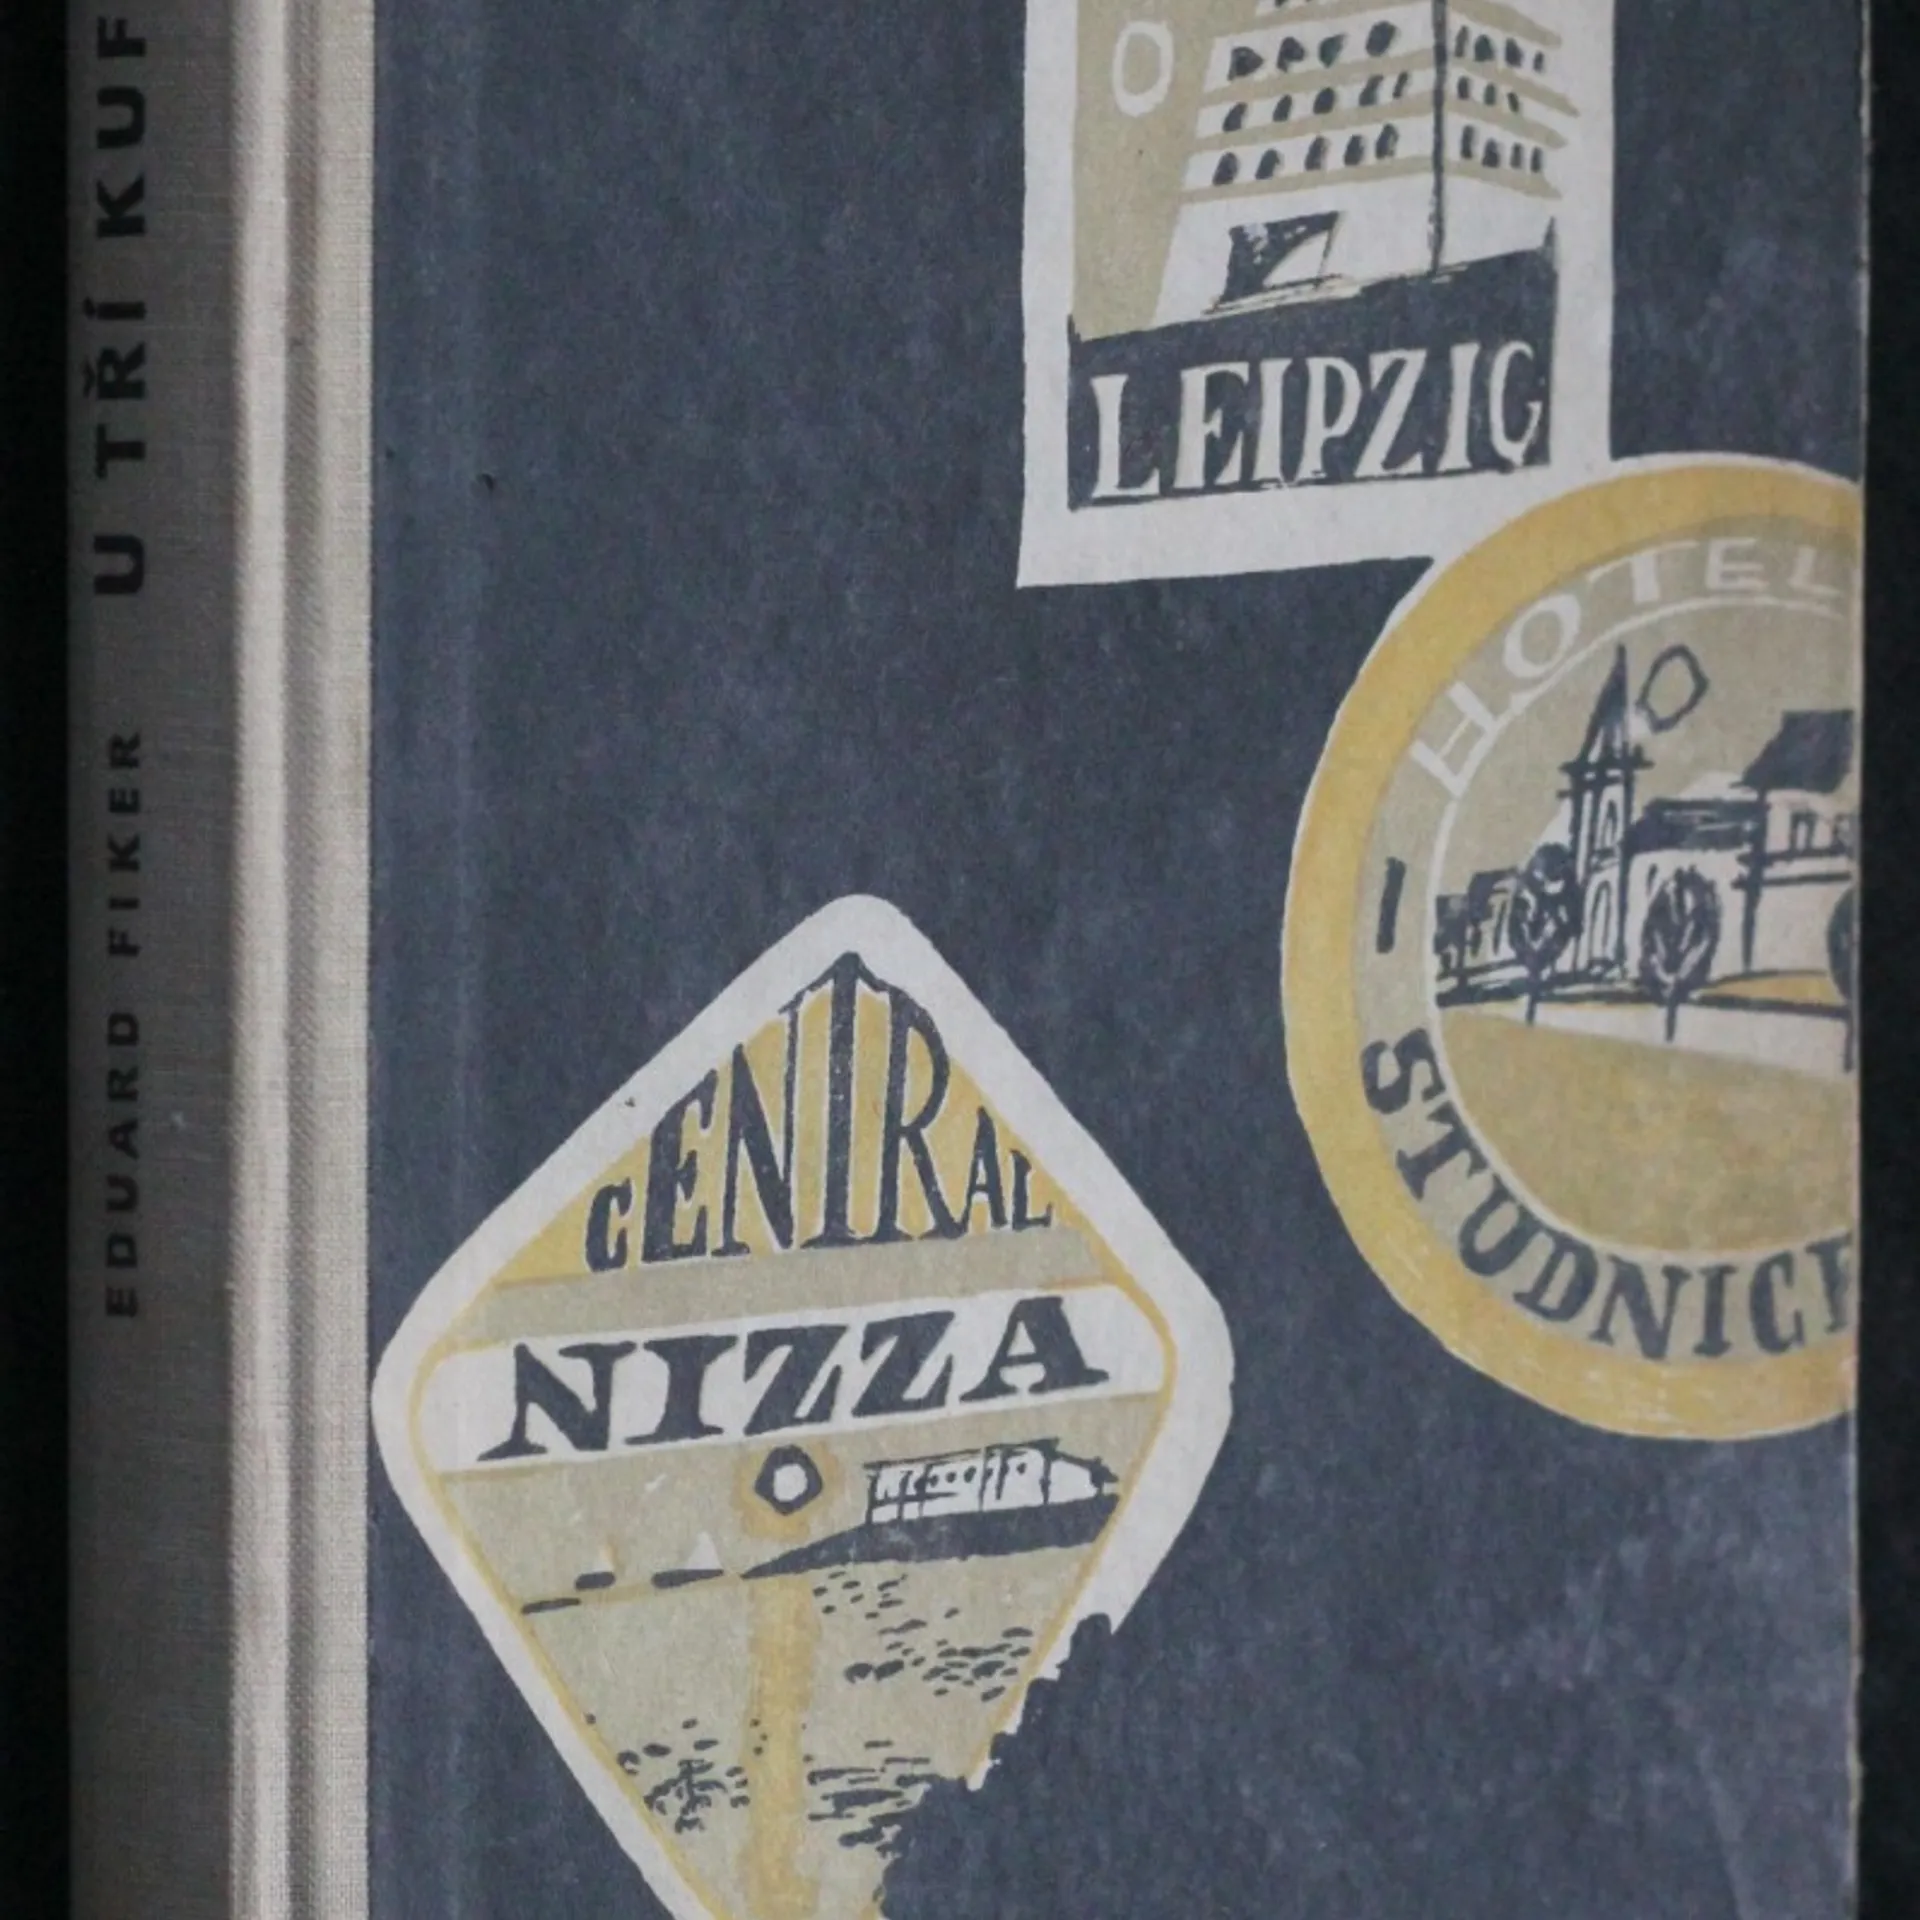 EDUARD FIKER U TŘÍ KUF
LEIPZIG
HOTEL
- STUDNICE
CENTRAL
NIZZA